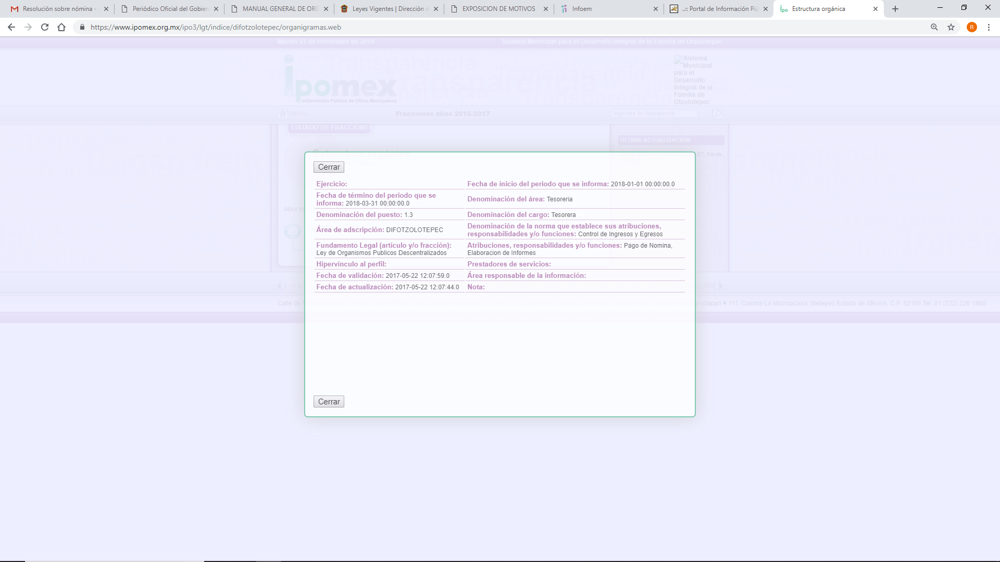 Resolución sobre nómina -
Periódico Oficial del Gobier
MANUAL GENERAL DE ORG
Leyes Vigentes | Dirección d
EXPOSICION DE MOTIVOS
Infoem
..:: Portal de Información Pú
Estructura orgánica
https://www.ipomex.org.mx/ipo3/lgt/indice/difotzolotepec/organigramas.web
R
Martes 27 de noviembre de 2018
Sistema Municipal para el Desarrollo Integral de la Familia de Otzolotepec
ipomex
Información Pública de Oficio Mexiquense
Transparencia
Sistema
Municipal
para el
Desarrollo
Integral de la
Familia de
Otzolotepec
INICIO
Fracciones años 2015-2017
Ingresa tú busqueda
LISTADO DE FRACCIONES
ULTIMA ACTUALIZACIÓN
Estructura orgánica
07, horas
Cerrar
Ejercicio:
Fecha de inicio del periodo que se informa: 2018-01-01 00:00:00.0
Fecha de término del periodo que se
informa: 2018-03-31 00:00:00.0
Denominación del área: Tesoreria
Denominación del puesto: 1.3
Denominación del cargo: Tesorera
Área de adscripción: DIFOTZOLOTEPEC
Denominación de la norma que establece sus atribuciones,
responsabilidades y/o funciones: Control de Ingresos y Egresos
Fundamento Legal (artículo y/o fracción):
Ley de Organismos Publicos Descentralizados
Atribuciones, responsabilidades y/o funciones: Pago de Nomina,
Elaboracion de Informes
Hipervínculo al perfil:
Prestadores de servicios:
Fecha de validación: 2017-05-22 12:07:59.0
Área responsable de la información:
Fecha de actualización: 2017-05-22 12:07:44.0
Nota:
Abrir to
XXII
Calle de
-Ixtapan # 111, Colonia La Michoacana; Metepec Estado de México, C.P. 52166 Tel. 01 (722) 226 1980
Cerrar